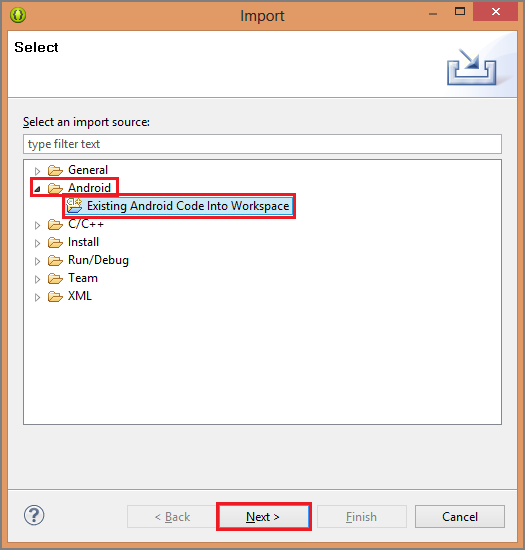 Import
Select
Select an import source:
type filter text
General
Android
Existing Android Code Into Workspace
C/C++
Install
Run/Debug
Team
XML
?
< Back
Next >
Finish
Cancel